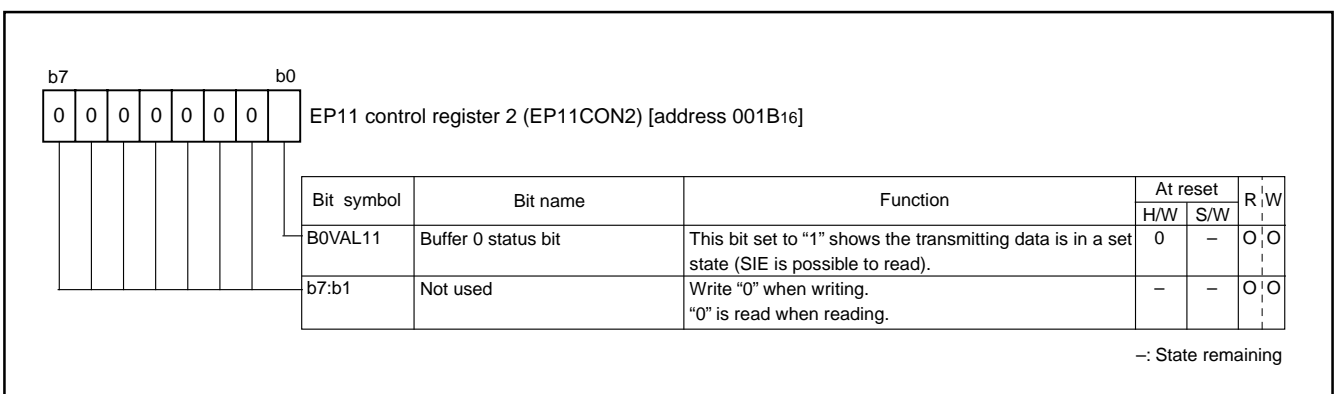 b7 b0
0 0 0 0 0 0 0 EP11 control register 2 (EP11CON2) [address 001B16]
Bit symbol Bit name Function At reset R W
H/W S/W
B0VAL11 Buffer 0 status bit This bit set to “1” shows the transmitting data is in a set 0 – O O
state (SIE is possible to read).
b7:b1 Not used Write “0” when writing. – – O O
“0” is read when reading.
–: State remaining